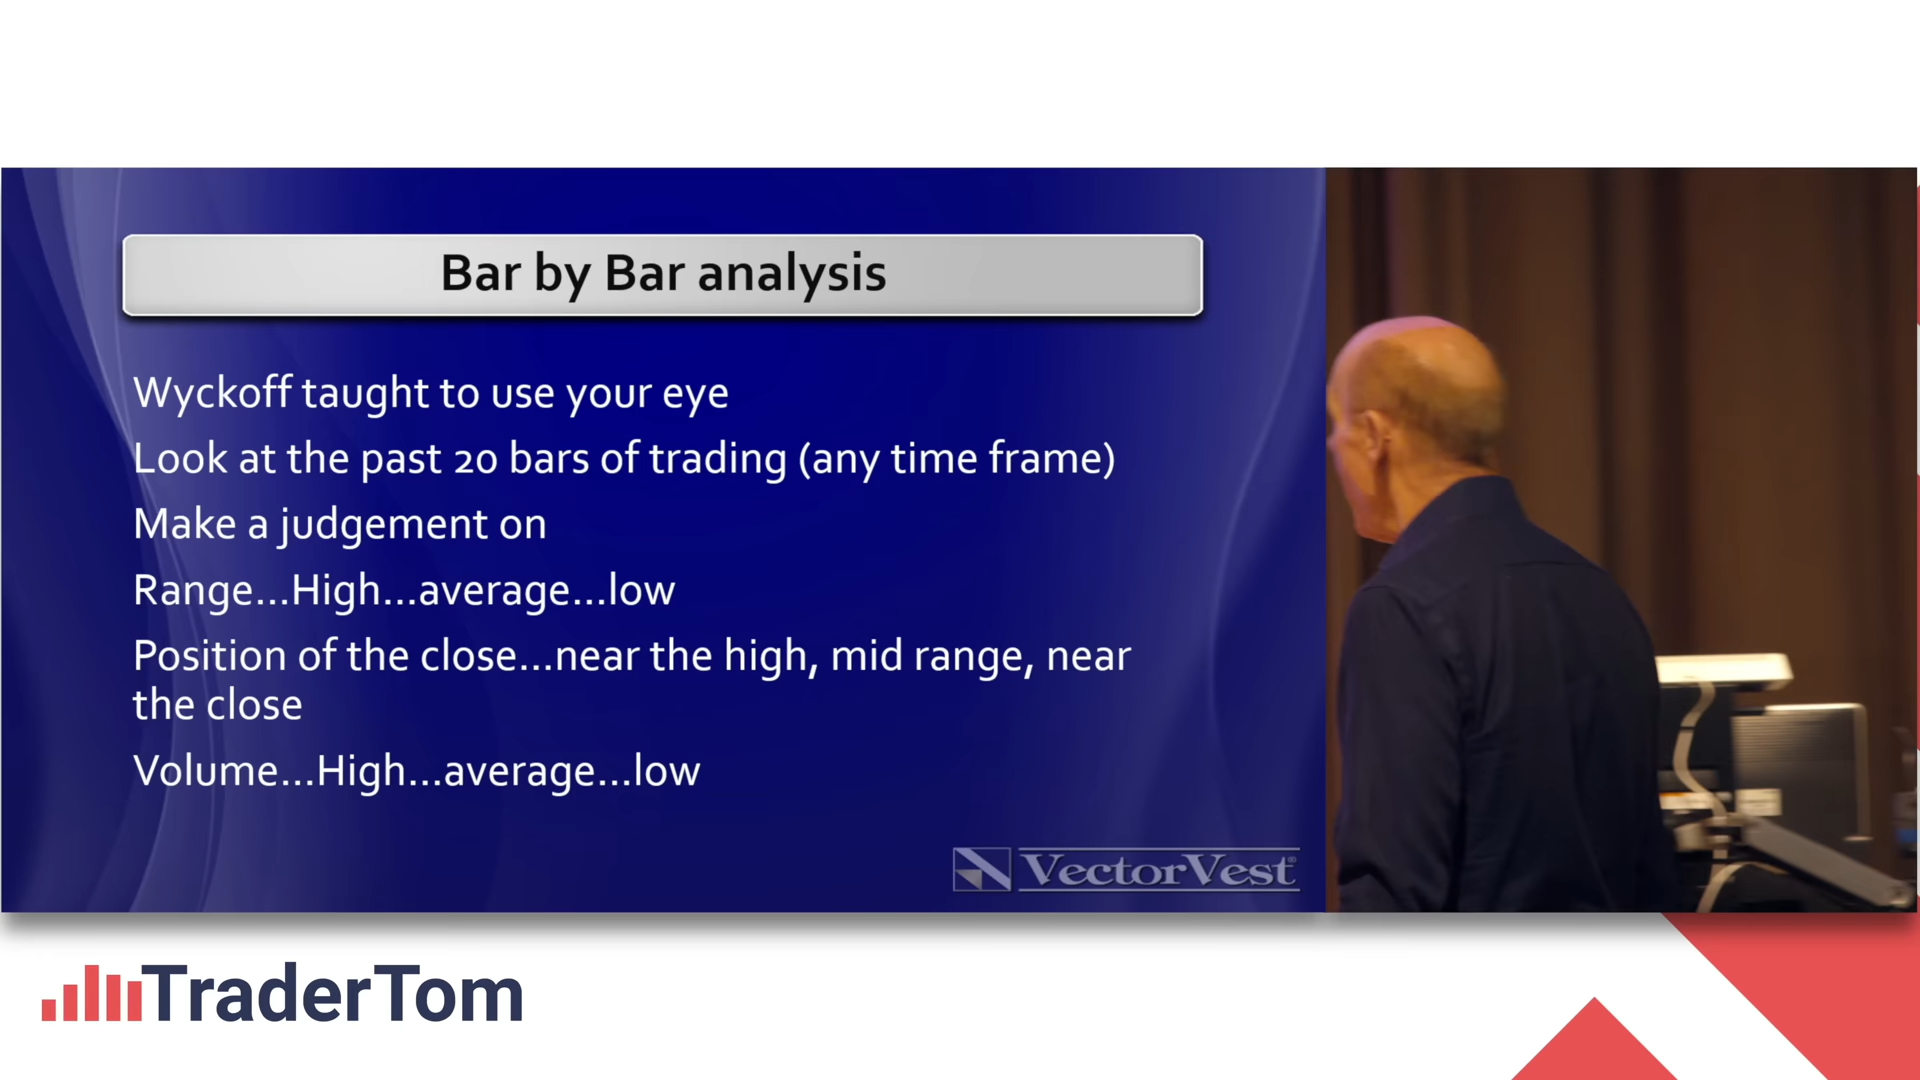 Bar by Bar analysis
Wyckoff taught to use your eye
Look at the past 20 bars of trading (any time frame)
Make a judgement on
Range...High...average...low
Position of the close...near the high, mid range, near
the close
Volume...High...average...low
VectorVest®
TraderTom